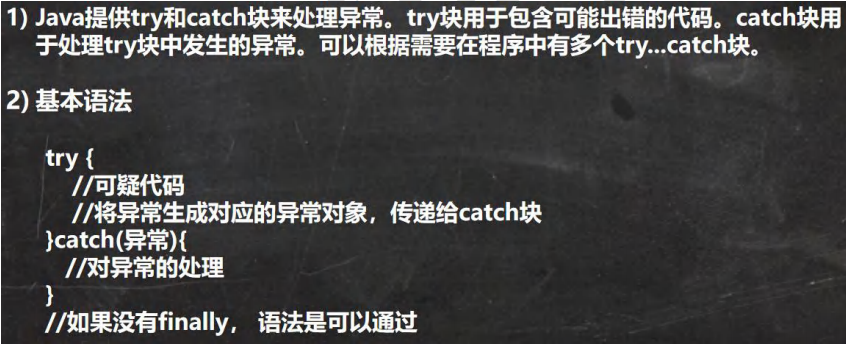 1) Java提供try和catch块来处理异常。try块用于包含可能出错的代码。catch块用
于处理try块中发生的异常。可以根据需要在程序中有多个try...catch块。
2) 基本语法
try {
//可疑代码
//将异常生成对应的异常对象，传递给catch块
}catch(异常){
//对异常的处理
}
//如果没有finally， 语法是可以通过